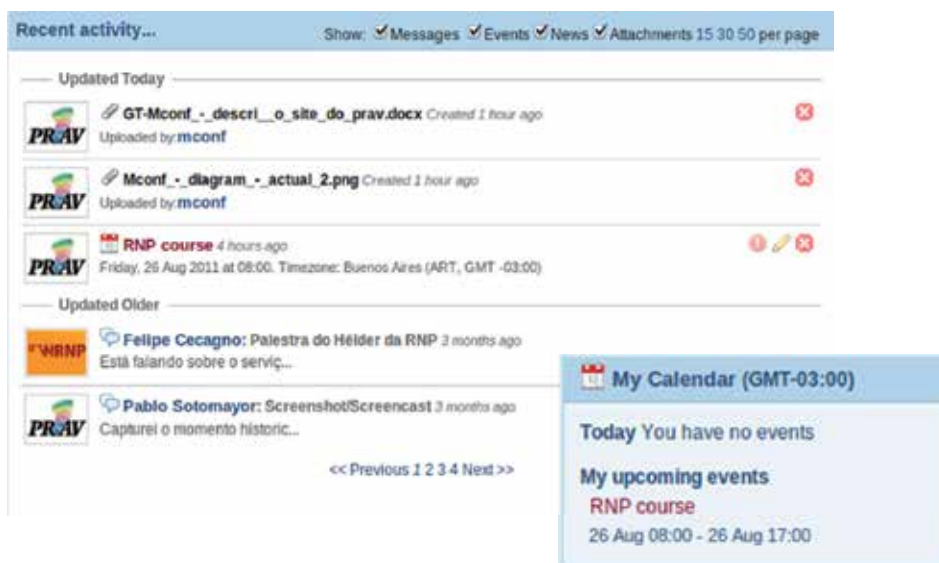 Recent activity... Show: Messages Events News Attachments 15 30 50 per page
Updated Today
PRAV GT-Mconf_-_descri__o_site_do_prav.docx Created 1 hour ago
Uploaded by:mconf
PRAV Mconf_-_diagram_-_actual_2.png Created 1 hour ago
Uploaded by:mconf
PRAV RNP course 4 hours ago
Friday, 26 Aug 2011 at 08:00. Timezone: Buenos Aires (ART, GMT -03:00)
Updated Older
WRNP Felipe Cecagno: Palestra do Hélder da RNP 3 months ago
Está falando sobre o serviç...
PRAV Pablo Sotomayor: Screenshot/Screencast 3 months ago
Capturei o momento historic...
<< Previous 1 2 3 4 Next >>
My Calendar (GMT-03:00)
Today You have no events
My upcoming events
RNP course
26 Aug 08:00 - 26 Aug 17:00